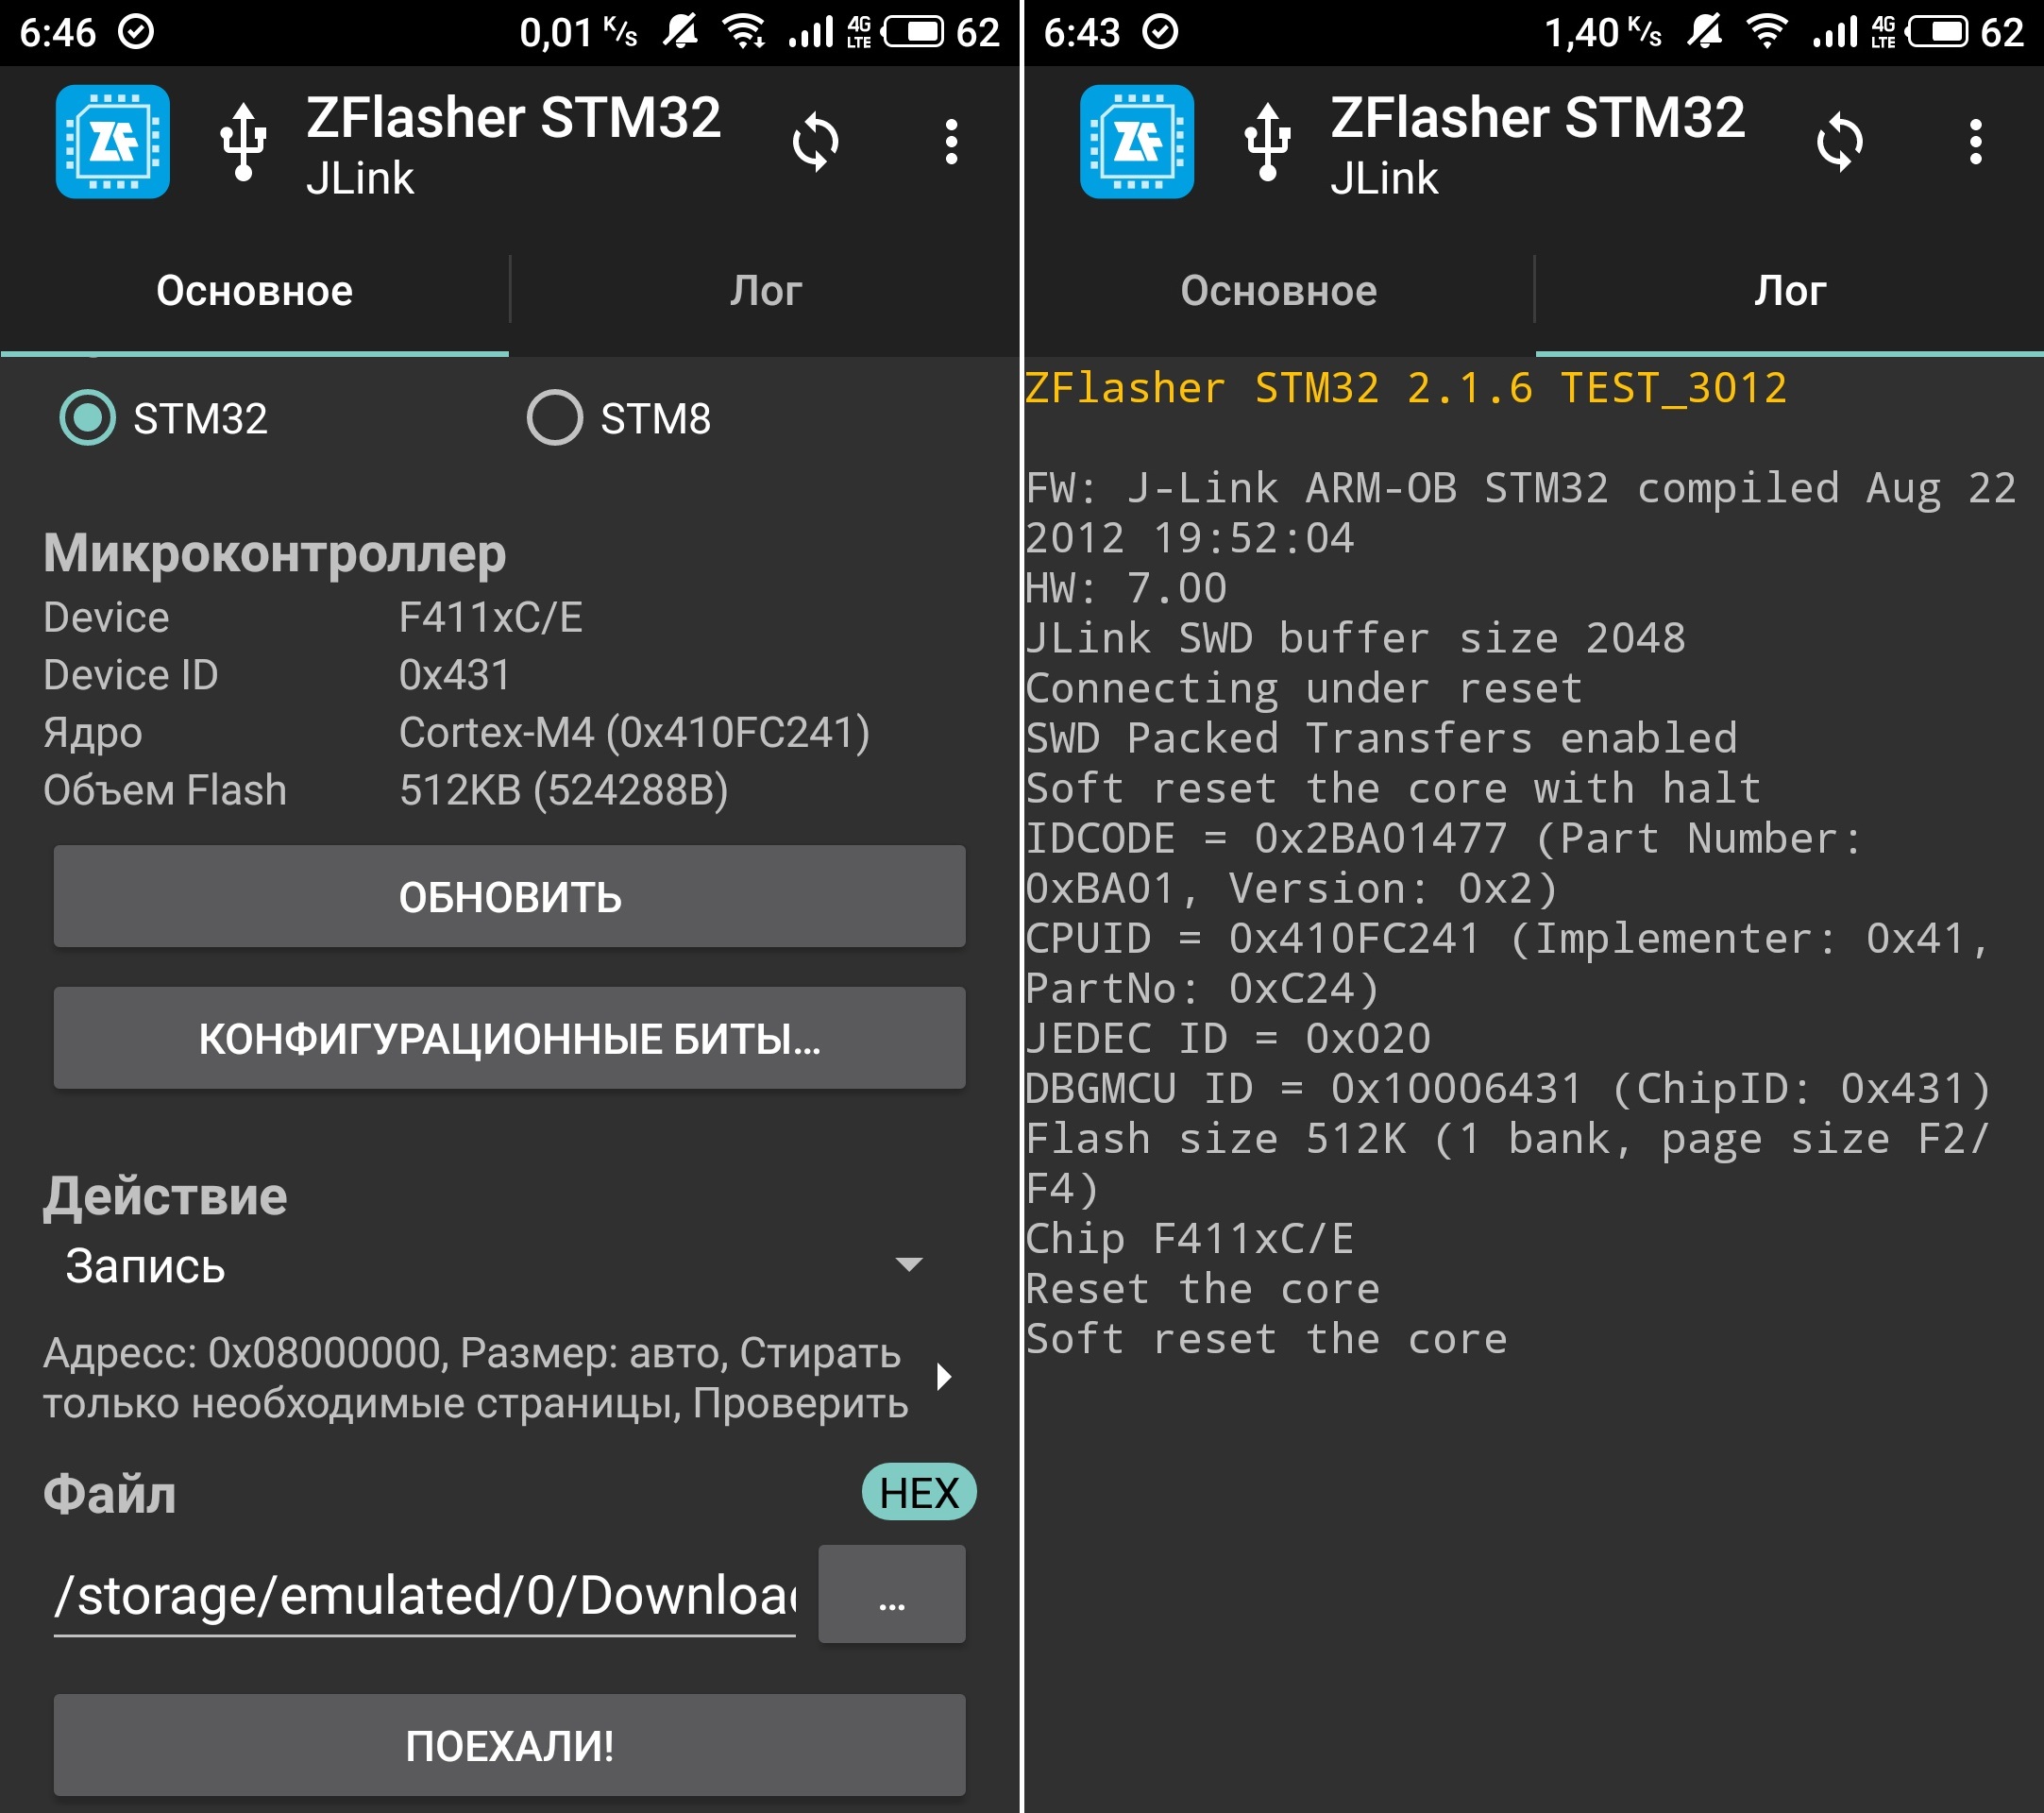 6:46 0,01 K/s 4G LTE 62
ZF ZFlasher STM32
JLink
Основное Лог
STM32 STM8
Микроконтроллер
Device F411xC/E
Device ID 0x431
Ядро Cortex-M4 (0x410FC241)
Объем Flash 512KB (524288B)
ОБНОВИТЬ
КОНФИГУРАЦИОННЫЕ БИТЫ...
Действие
Запись
Адресс: 0x08000000, Размер: авто, Стирать
только необходимые страницы, Проверить
Файл HEX
/storage/emulated/0/Downloa
...
ПОЕХАЛИ!
6:43 1,40 K/s 4G LTE 62
ZF ZFlasher STM32
JLink
Основное Лог
ZFlasher STM32 2.1.6 TEST_3012
FW: J-Link ARM-OB STM32 compiled Aug 22
2012 19:52:04
HW: 7.00
JLink SWD buffer size 2048
Connecting under reset
SWD Packed Transfers enabled
Soft reset the core with halt
IDCODE = 0x2BA01477 (Part Number:
0xBA01, Version: 0x2)
CPUID = 0x410FC241 (Implementer: 0x41,
PartNo: 0xC24)
JEDEC ID = 0x020
DBGMCU ID = 0x10006431 (ChipID: 0x431)
Flash size 512K (1 bank, page size F2/
F4)
Chip F411xC/E
Reset the core
Soft reset the core